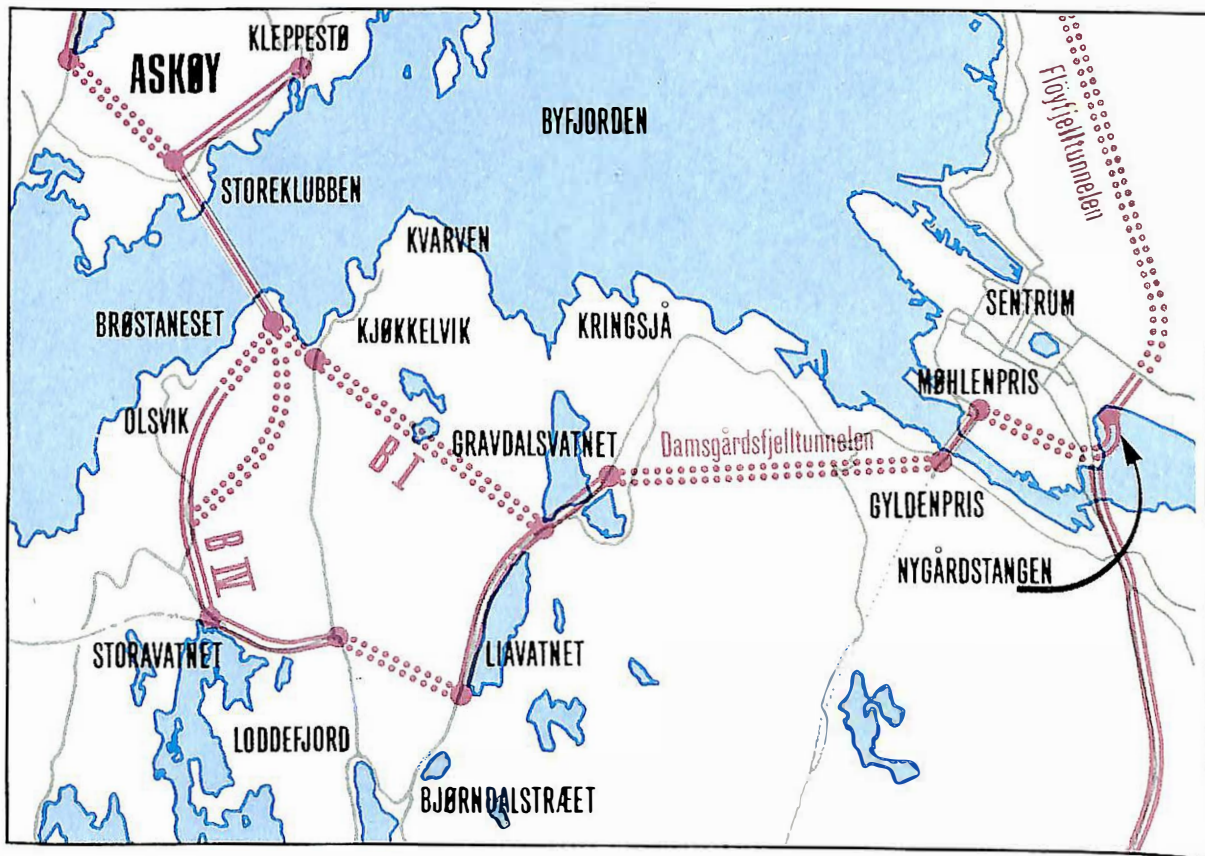 KLEPPESTØ
ASKØY
BYFJORDEN
Fløyfjelltunnelen
STOREKLUBBEN
KVARVEN
BRØSTANESET
KJØKKELVIK
KRINGSJÅ
SENTRUM
MØHLENPRIS
OLSVIK
B I
GRAVDALSVATNET
Damsgårdsfjelltunnelen
GYLDENPRIS
B IV
NYGÅRDSTANGEN
STORAVATNET
LIAVATNET
LODDEFJORD
BJØRNDALSTRÆET